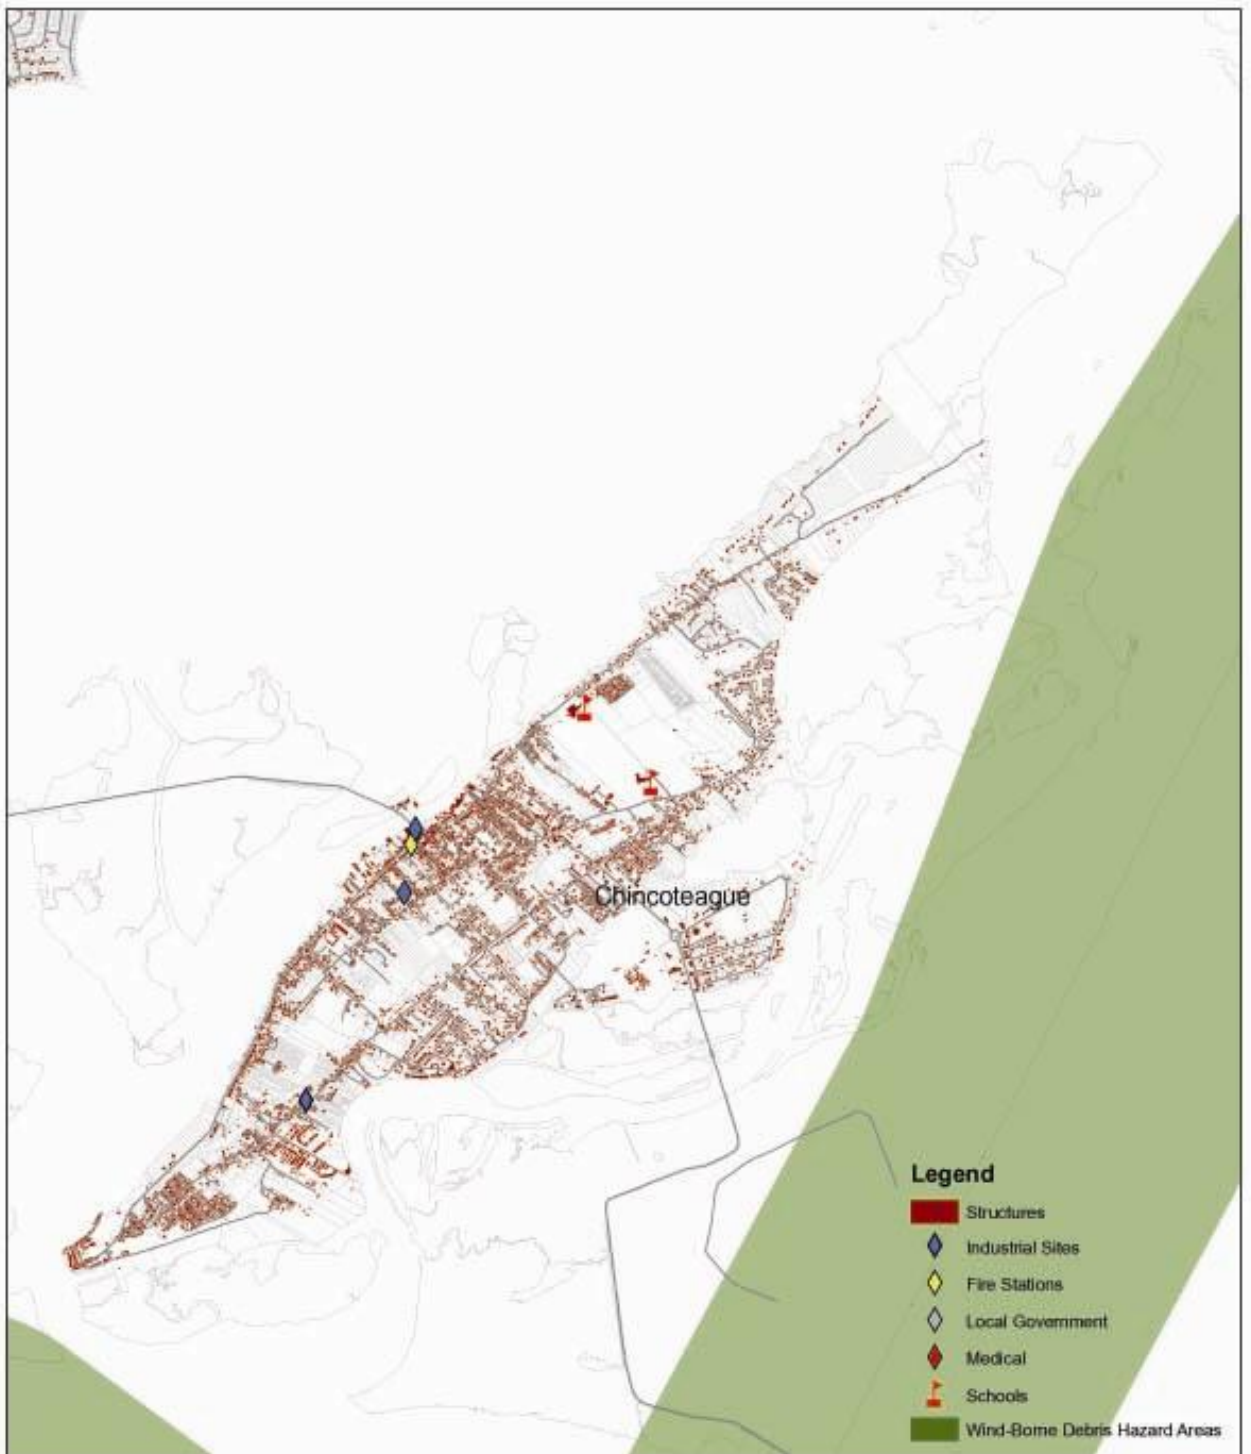 Chincoteague
Legend
Structures
Industrial Sites
Fire Stations
Local Government
Medical
Schools
Wind-Borne Debris Hazard Areas